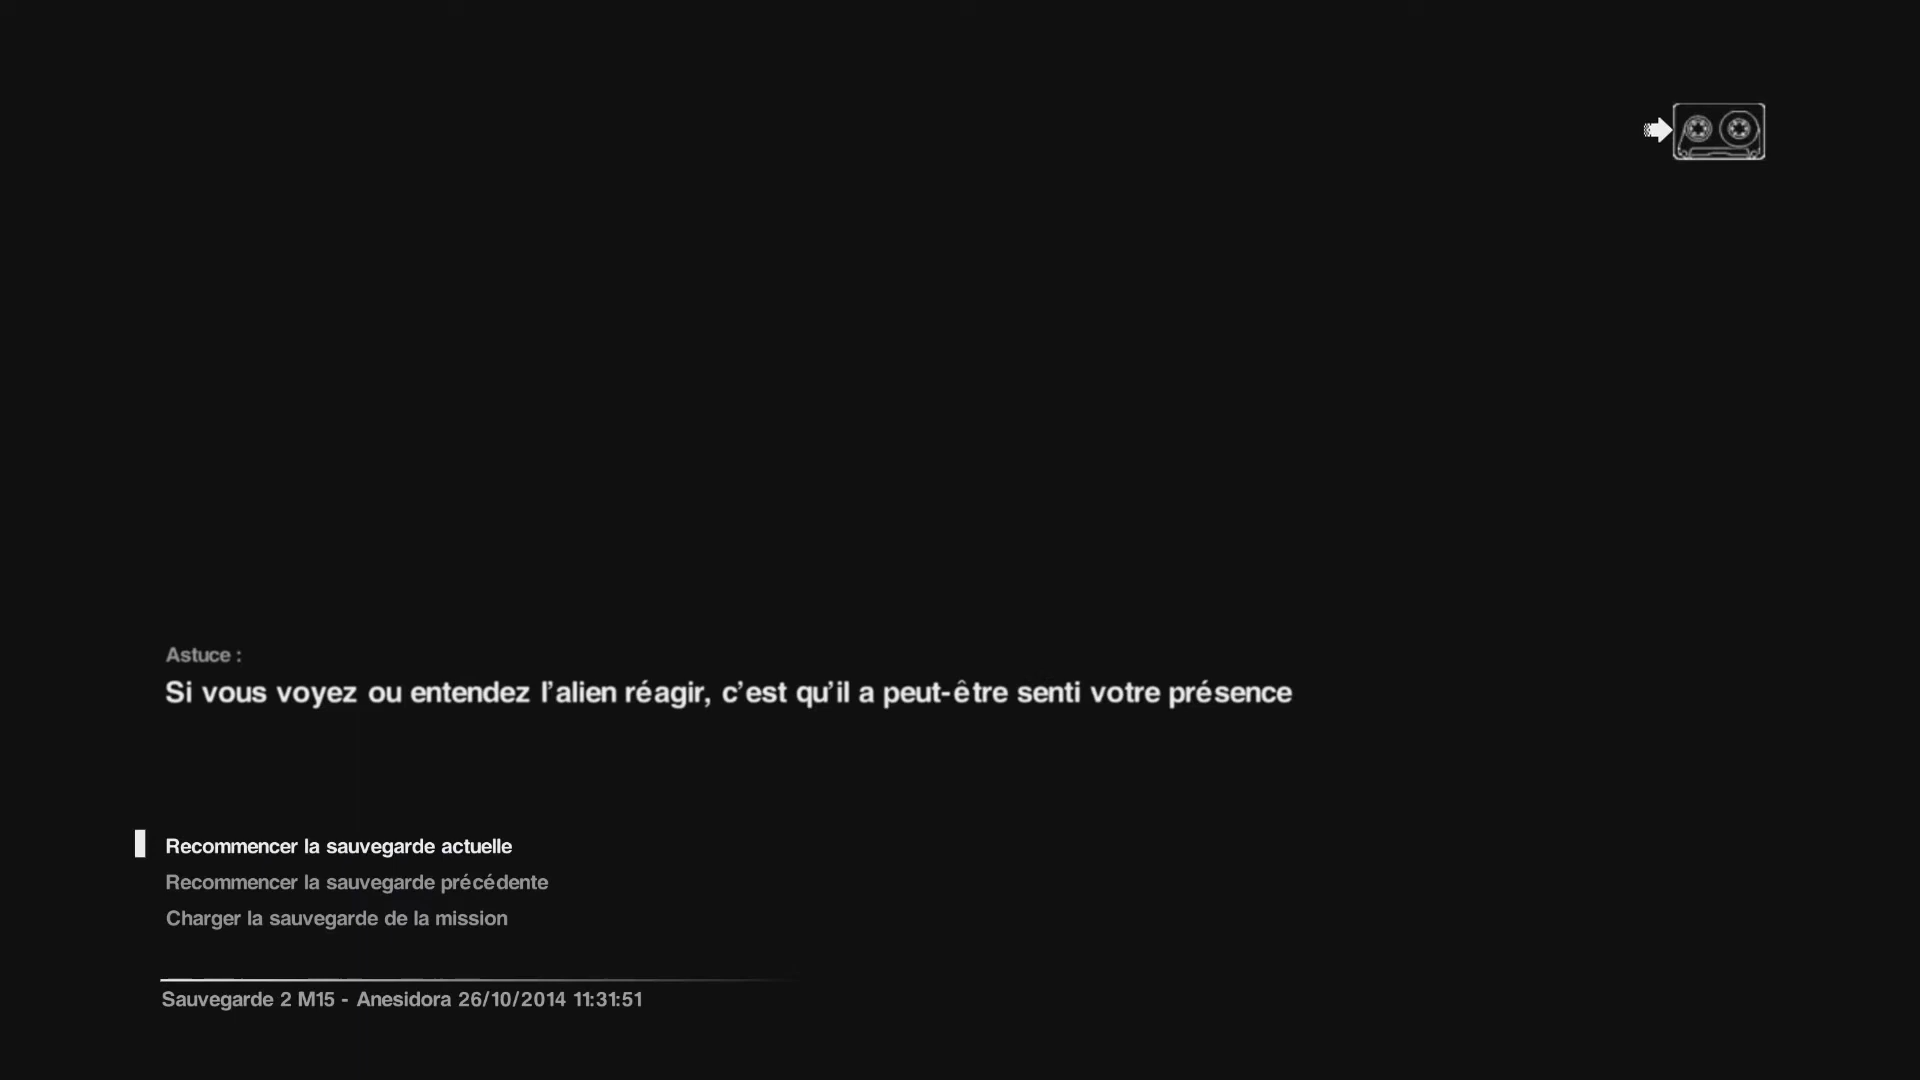 Astuce :
Si vous voyez ou entendez l’alien réagir, c’est qu’il a peut-être senti votre présence
Recommencer la sauvegarde actuelle
Recommencer la sauvegarde précédente
Charger la sauvegarde de la mission
Sauvegarde 2 M15 - Anesidora 26/10/2014 11:31:51